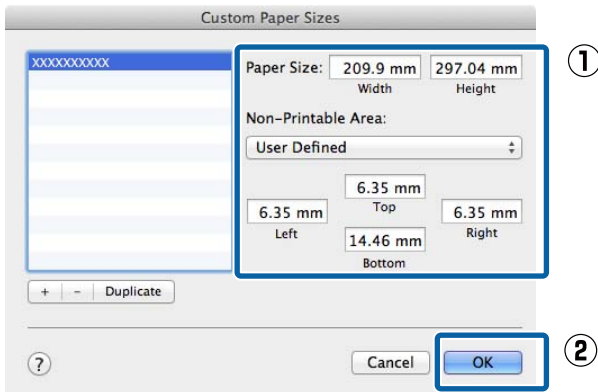 Custom Paper Sizes
XXXXXXXXXX
Paper Size: 209.9 mm 297.04 mm
Width Height
Non-Printable Area:
User Defined
6.35 mm
Top
6.35 mm 6.35 mm
Left Right
14.46 mm
Bottom
+ - Duplicate
? Cancel OK
①
②